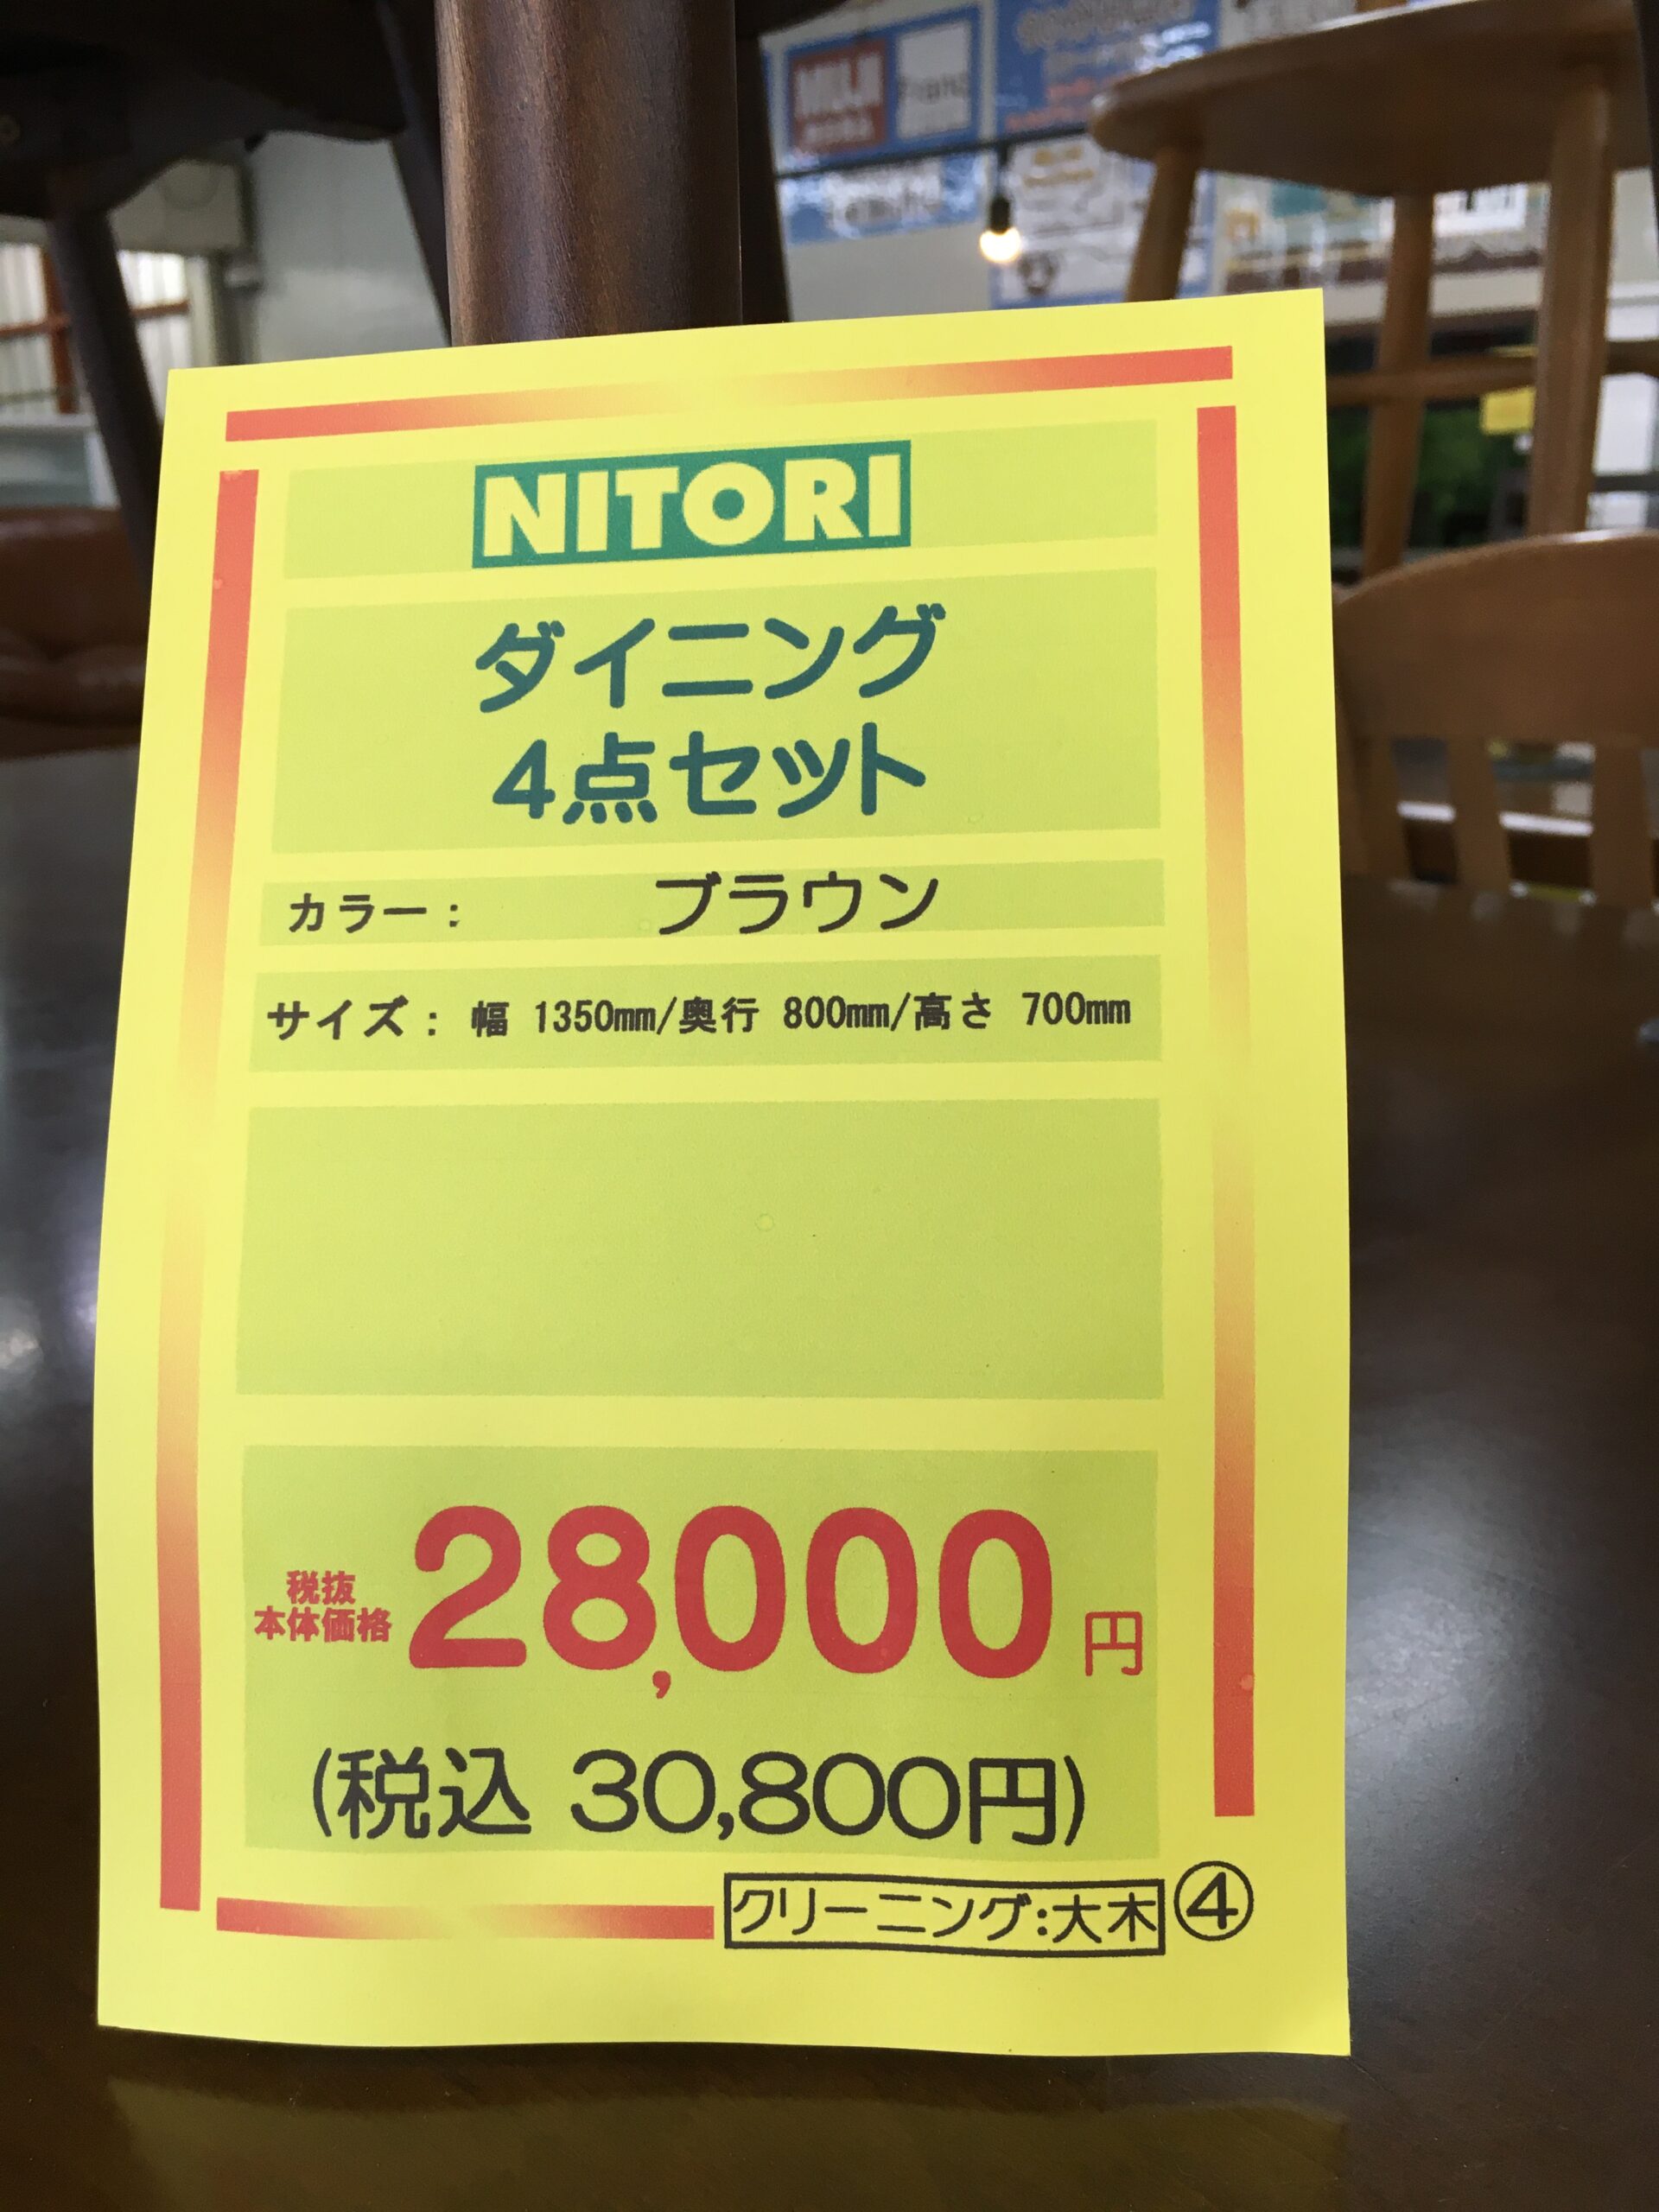 MUJI
Franc
NITORI
ダイニング
4点セット
カラー： ブラウン
サイズ： 幅 1350mm/奥行 800mm/高さ 700mm
税抜
本体価格
28,000円
(税込 30,800円)
クリーニング:大木 ④